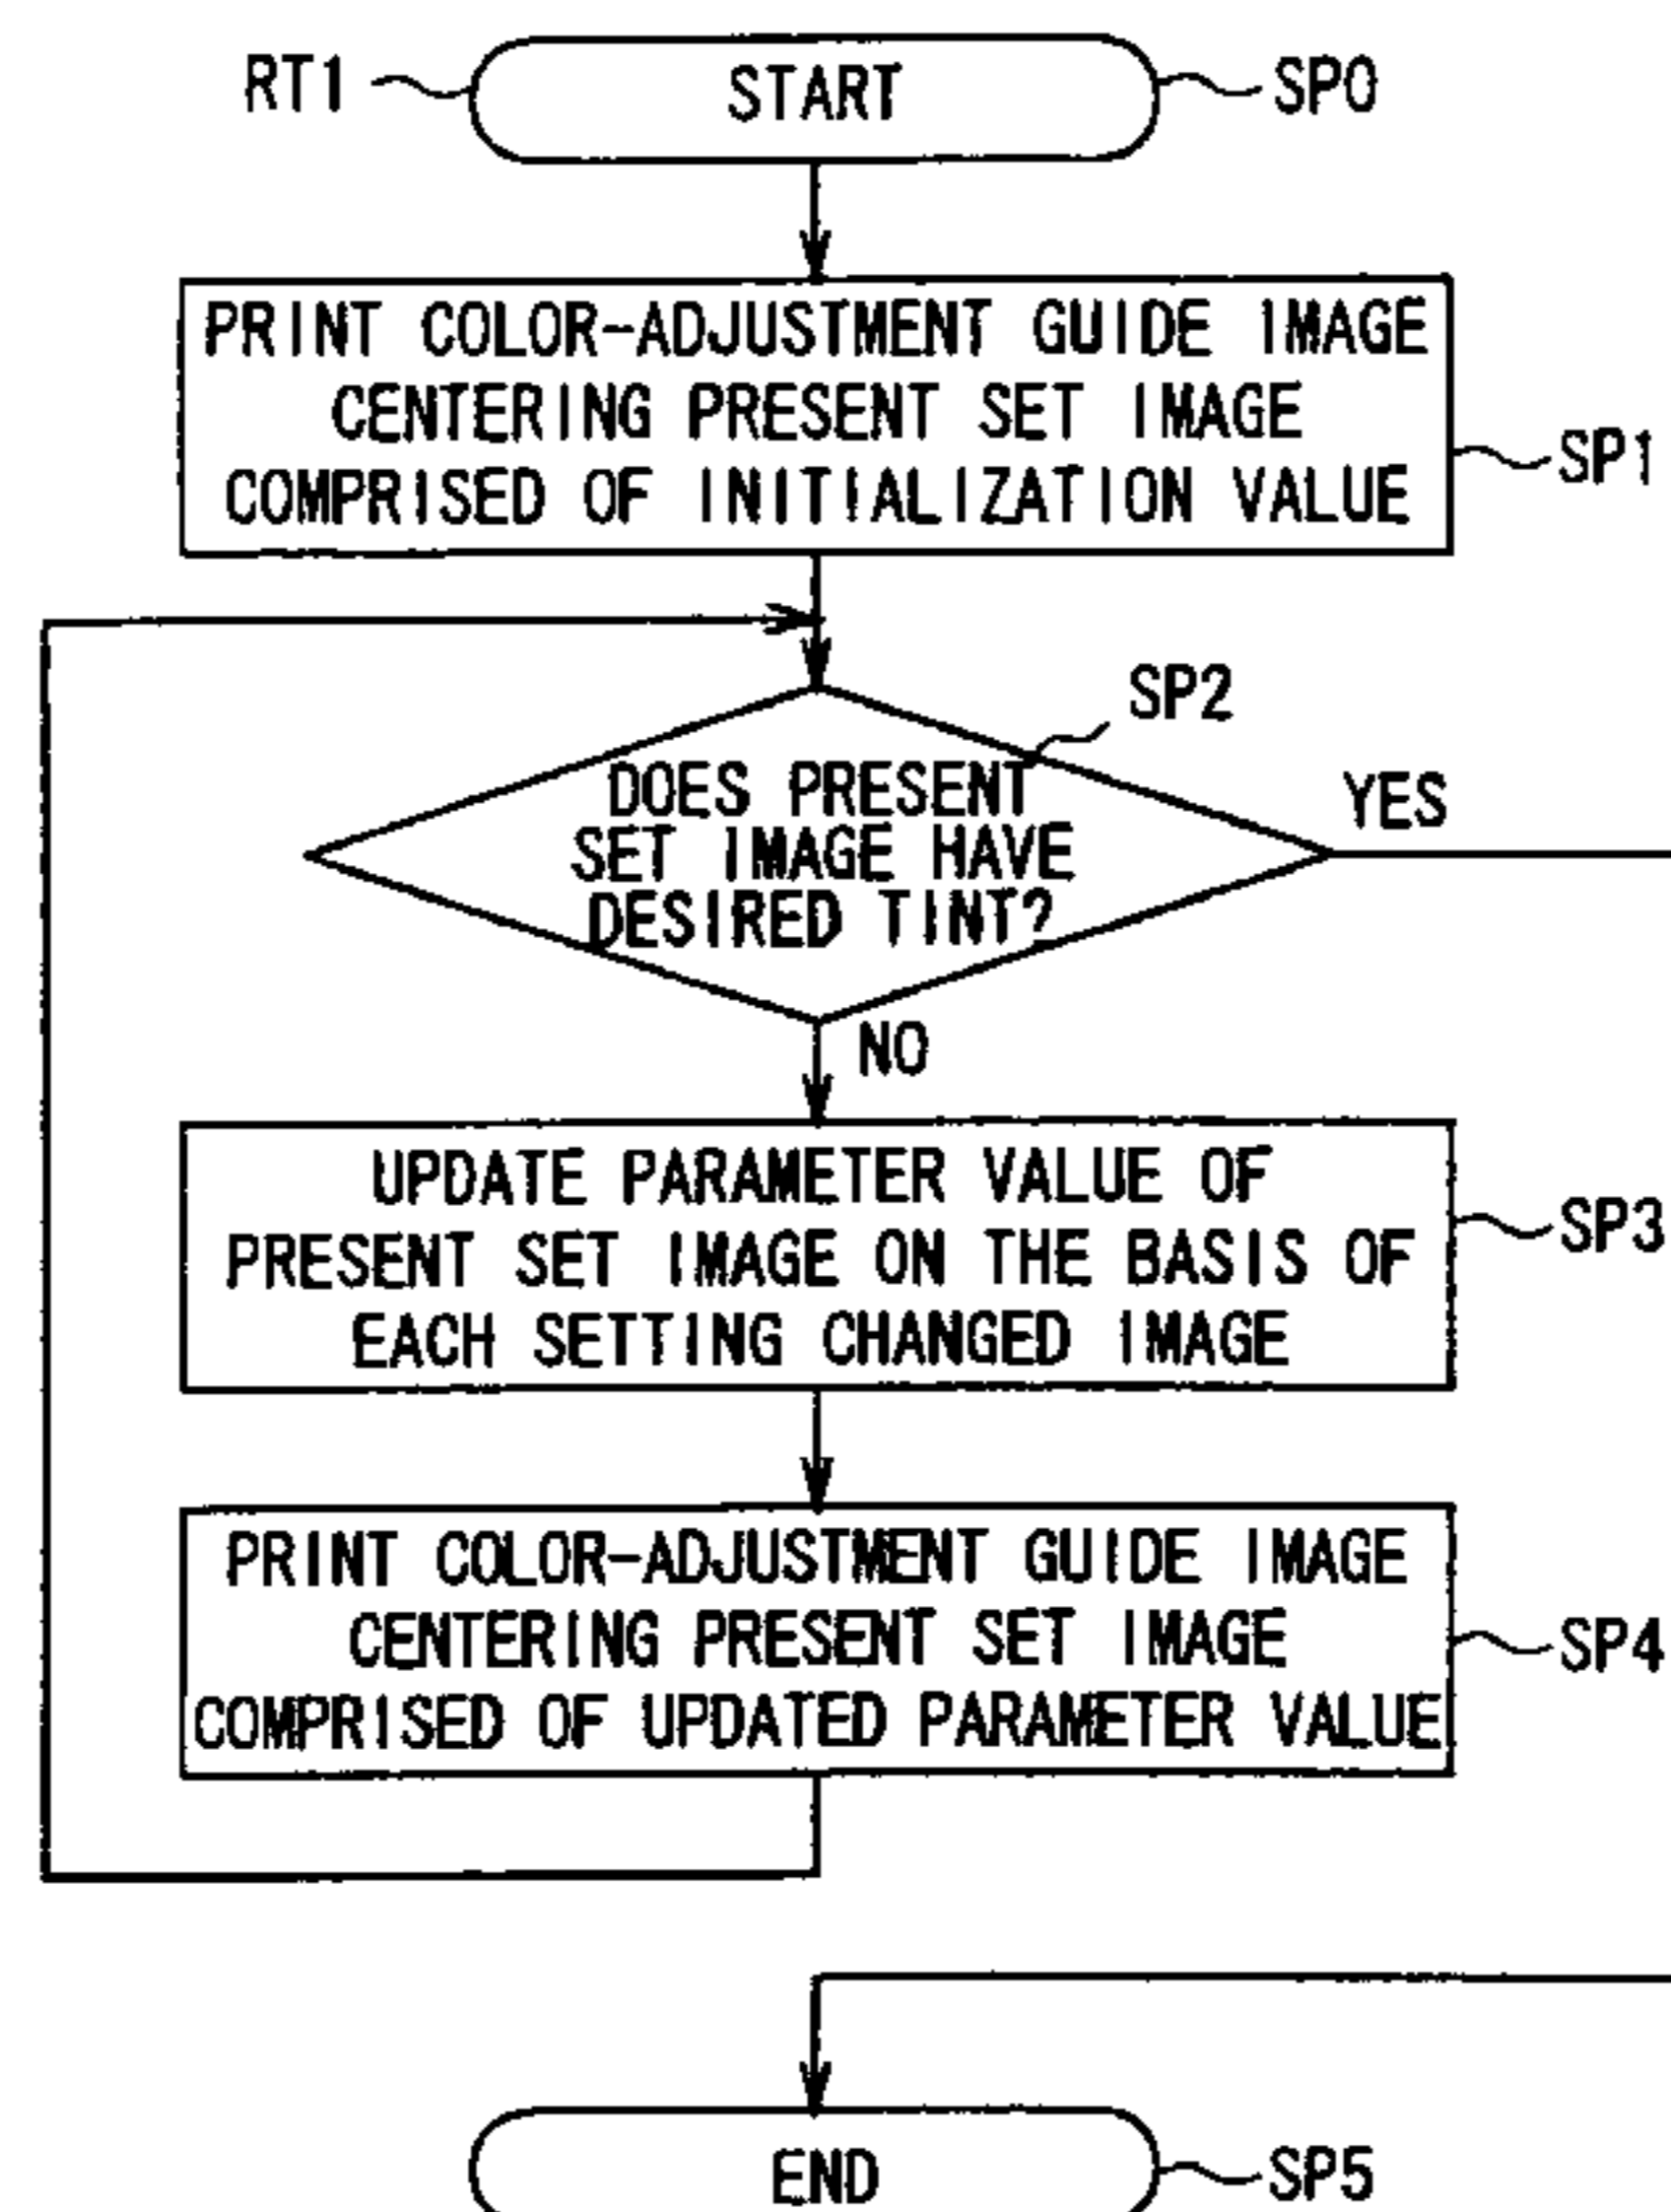 RT1
START
SP0
PRINT COLOR-ADJUSTMENT GUIDE IMAGE
CENTERING PRESENT SET IMAGE
COMPRISED OF INITIALIZATION VALUE
SP1
SP2
DOES PRESENT
SET IMAGE HAVE
DESIRED TINT?
YES
NO
UPDATE PARAMETER VALUE OF
PRESENT SET IMAGE ON THE BASIS OF
EACH SETTING CHANGED IMAGE
SP3
PRINT COLOR-ADJUSTMENT GUIDE IMAGE
CENTERING PRESENT SET IMAGE
COMPRISED OF UPDATED PARAMETER VALUE
SP4
END
SP5